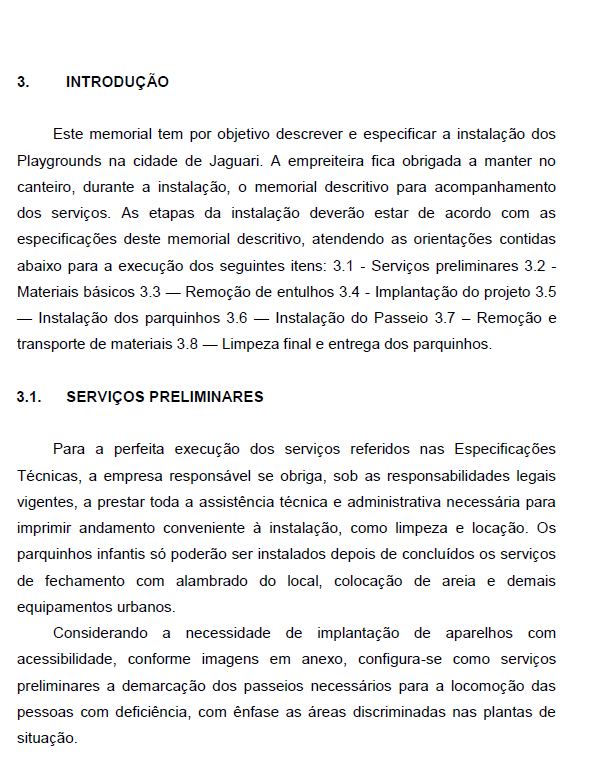 3. INTRODUÇÃO
Este memorial tem por objetivo descrever e especificar a instalação dos
Playgrounds na cidade de Jaguari. A empreiteira fica obrigada a manter no
canteiro, durante a instalação, o memorial descritivo para acompanhamento
dos serviços. As etapas da instalação deverão estar de acordo com as
especificações deste memorial descritivo, atendendo as orientações contidas
abaixo para a execução dos seguintes itens: 3.1 - Serviços preliminares 3.2 -
Materiais básicos 3.3 — Remoção de entulhos 3.4 - Implantação do projeto 3.5
— Instalação dos parquinhos 3.6 — Instalação do Passeio 3.7 – Remoção e
transporte de materiais 3.8 — Limpeza final e entrega dos parquinhos.
3.1. SERVIÇOS PRELIMINARES
Para a perfeita execução dos serviços referidos nas Especificações
Técnicas, a empresa responsável se obriga, sob as responsabilidades legais
vigentes, a prestar toda a assistência técnica e administrativa necessária para
imprimir andamento conveniente à instalação, como limpeza e locação. Os
parquinhos infantis só poderão ser instalados depois de concluídos os serviços
de fechamento com alambrado do local, colocação de areia e demais
equipamentos urbanos.
Considerando a necessidade de implantação de aparelhos com
acessibilidade, conforme imagens em anexo, configura-se como serviços
preliminares a demarcação dos passeios necessários para a locomoção das
pessoas com deficiência, com ênfase as áreas discriminadas nas plantas de
situação.